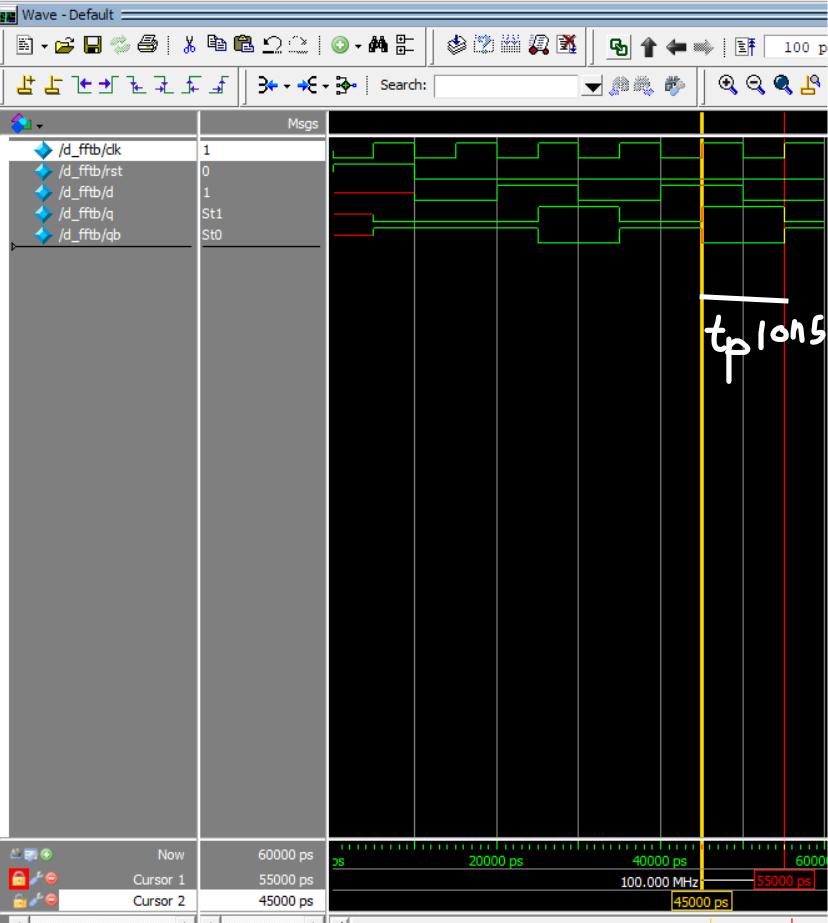 Wave - Default
Search:
100 p
Msgs
/d_fftb/clk 1
/d_fftb/rst 0
/d_fftb/d 1
/d_fftb/q St1
/d_fftb/qb St0
tp 10ns
Now 60000 ps
ps 20000 ps 40000 ps 60000
Cursor 1 55000 ps
100.000 MHz 55000 ps
Cursor 2 45000 ps
45000 ps